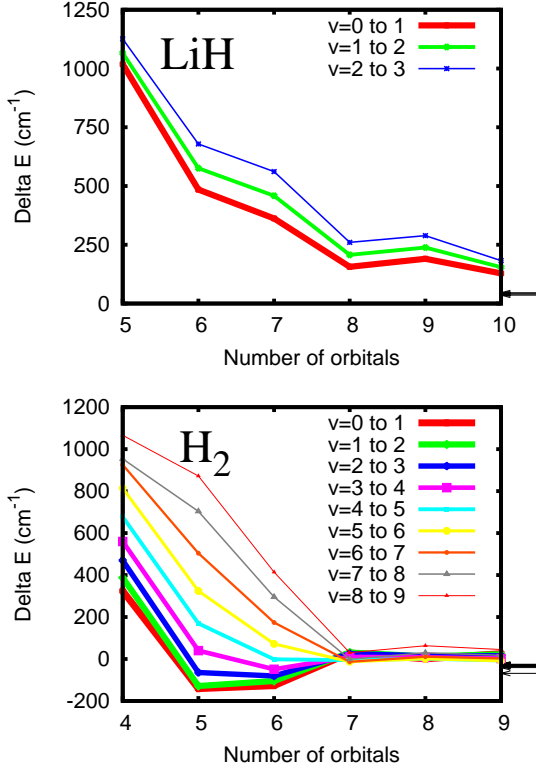 1250
1000
750
500
250
0
Delta E (cm⁻¹)
LiH
v=0 to 1
v=1 to 2
v=2 to 3
5 6 7 8 9 10
Number of orbitals
1200
1000
800
600
400
200
0
-200
Delta E (cm⁻¹)
H₂
v=0 to 1
v=1 to 2
v=2 to 3
v=3 to 4
v=4 to 5
v=5 to 6
v=6 to 7
v=7 to 8
v=8 to 9
4 5 6 7 8 9
Number of orbitals